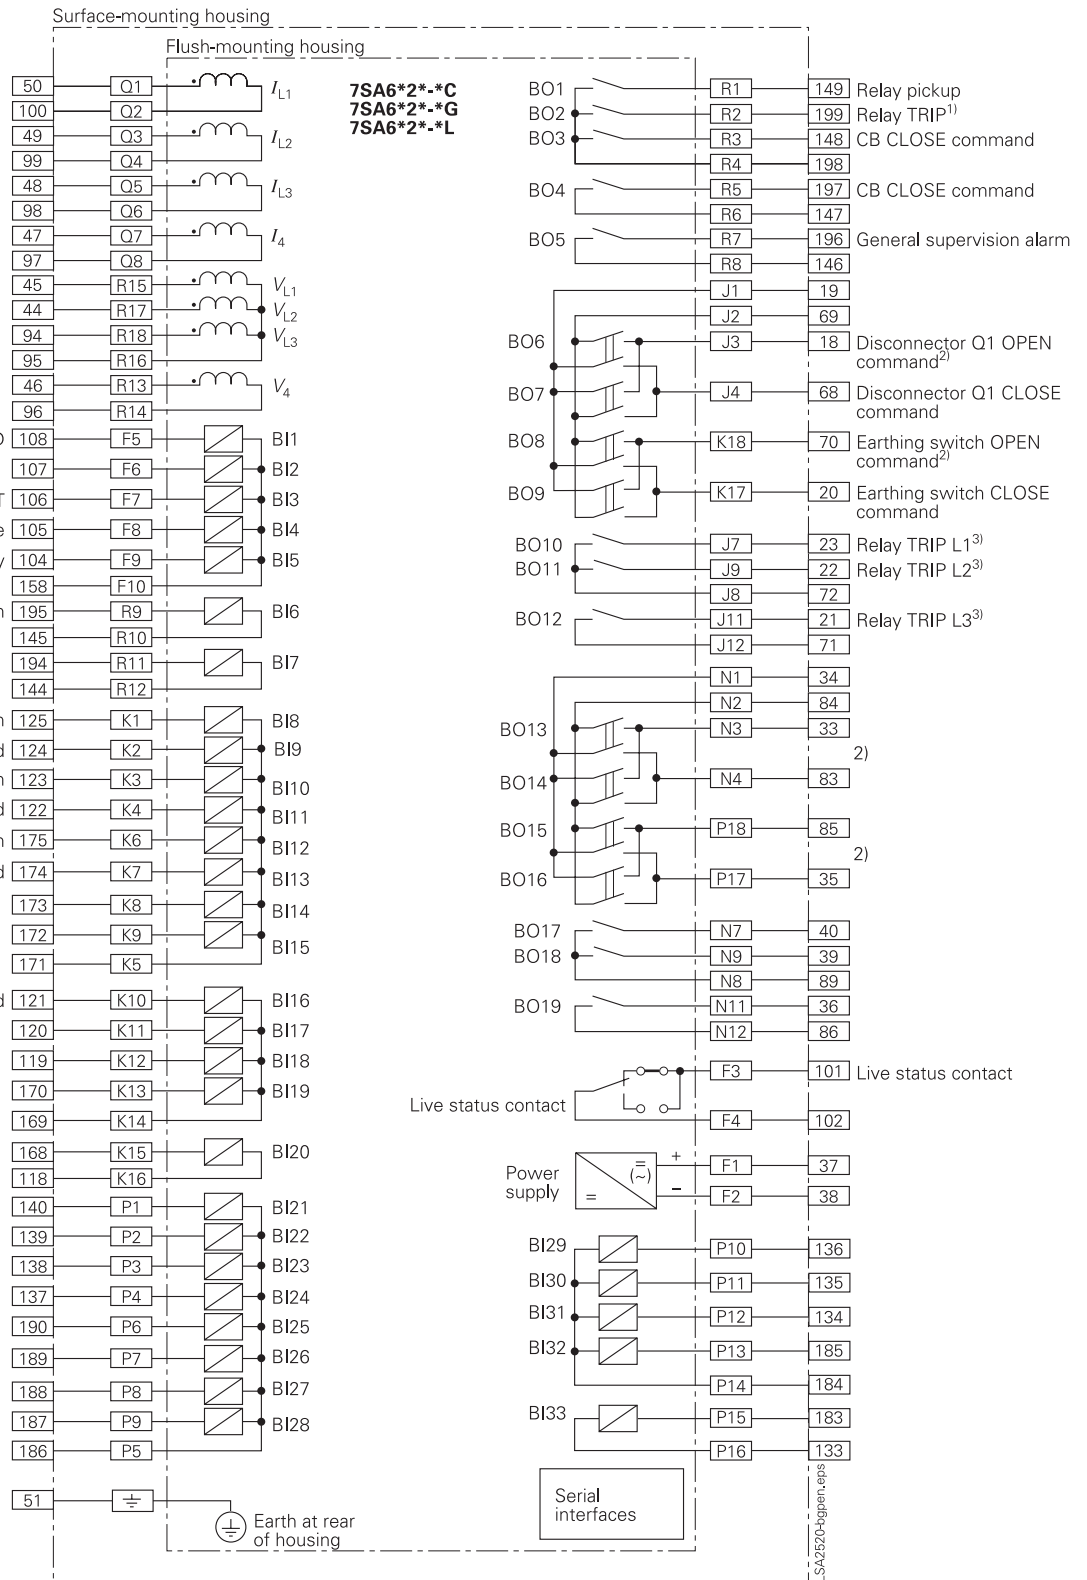 Surface-mounting housing
Flush-mounting housing
7SA6*2*-*C
7SA6*2*-*G
7SA6*2*-*L
50 Q1 IL1
100 Q2
49 Q3 IL2
99 Q4
48 Q5 IL3
98 Q6
47 Q7 I4
97 Q8
45 R15 VL1
44 R17 VL2
94 R18 VL3
95 R16
46 R13 V4
96 R14
108 F5 BI1
107 F6 BI2
T 106 F7 BI3
e 105 F8 BI4
y 104 F9 BI5
158 F10
n 195 R9 BI6
145 R10
194 R11 BI7
144 R12
n 125 K1 BI8
d 124 K2 BI9
n 123 K3 BI10
d 122 K4 BI11
n 175 K6 BI12
d 174 K7 BI13
173 K8 BI14
172 K9 BI15
171 K5
d 121 K10 BI16
120 K11 BI17
119 K12 BI18
170 K13 BI19
169 K14
168 K15 BI20
118 K16
140 P1 BI21
139 P2 BI22
138 P3 BI23
137 P4 BI24
190 P6 BI25
189 P7 BI26
188 P8 BI27
187 P9 BI28
186 P5
51
Earth at rear
of housing
BO1 R1 149 Relay pickup
BO2 R2 199 Relay TRIP1)
BO3 R3 148 CB CLOSE command
R4 198
BO4 R5 197 CB CLOSE command
R6 147
BO5 R7 196 General supervision alarm
R8 146
J1 19
J2 69
BO6 J3 18 Disconnector Q1 OPEN
command2)
BO7 J4 68 Disconnector Q1 CLOSE
command
BO8 K18 70 Earthing switch OPEN
command2)
BO9 K17 20 Earthing switch CLOSE
command
BO10 J7 23 Relay TRIP L13)
BO11 J9 22 Relay TRIP L23)
J8 72
BO12 J11 21 Relay TRIP L33)
J12 71
N1 34
N2 84
BO13 N3 33
2)
BO14 N4 83
BO15 P18 85
2)
BO16 P17 35
BO17 N7 40
BO18 N9 39
N8 89
BO19 N11 36
N12 86
F3 101 Live status contact
Live status contact
F4 102
Power
supply
= (~) =
+ F1 37
− F2 38
BI29 P10 136
BI30 P11 135
BI31 P12 134
BI32 P13 185
P14 184
BI33 P15 183
P16 133
Serial
interfaces
LSA2520-bgpen.eps